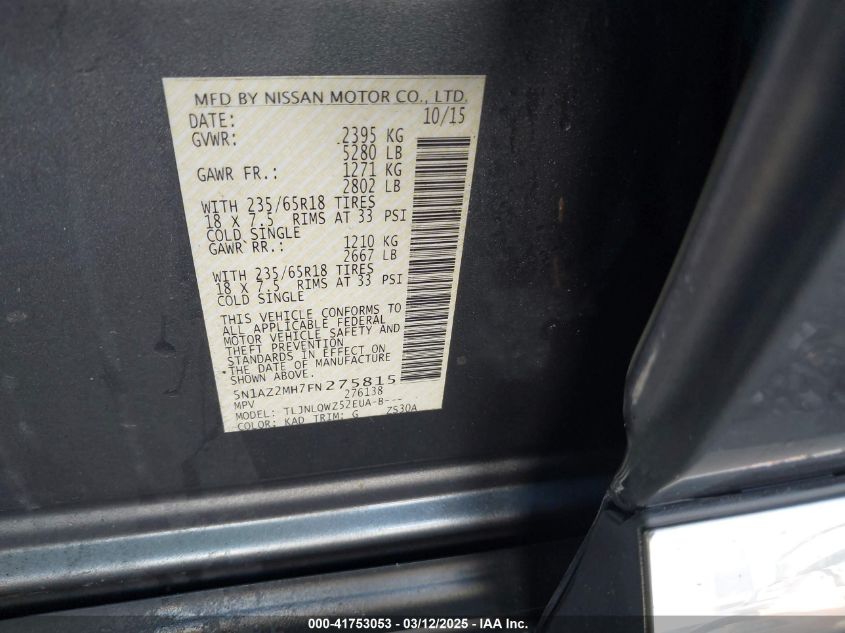 MFD BY NISSAN MOTOR CO., LTD.
DATE: 10/15
GVWR: 2395 KG
5280 LB
GAWR FR.: 1271 KG
2802 LB
WITH 235/65R18 TIRES
18 X 7.5 RIMS AT 33 PSI
COLD SINGLE
GAWR RR.: 1210 KG
2667 LB
WITH 235/65R18 TIRES
18 X 7.5 RIMS AT 33 PSI
COLD SINGLE
THIS VEHICLE CONFORMS TO
ALL APPLICABLE FEDERAL
MOTOR VEHICLE SAFETY AND
THEFT PREVENTION
STANDARDS IN EFFECT ON
THE DATE OF MANUFACTURE
SHOWN ABOVE.
5N1AZ2MH7FN275815
276138
MPV
MODEL: TLJNLQWZ52EUA-B---
COLOR: KAD TRIM: G Z530A
000-41753053 - 03/12/2025 - IAA Inc.